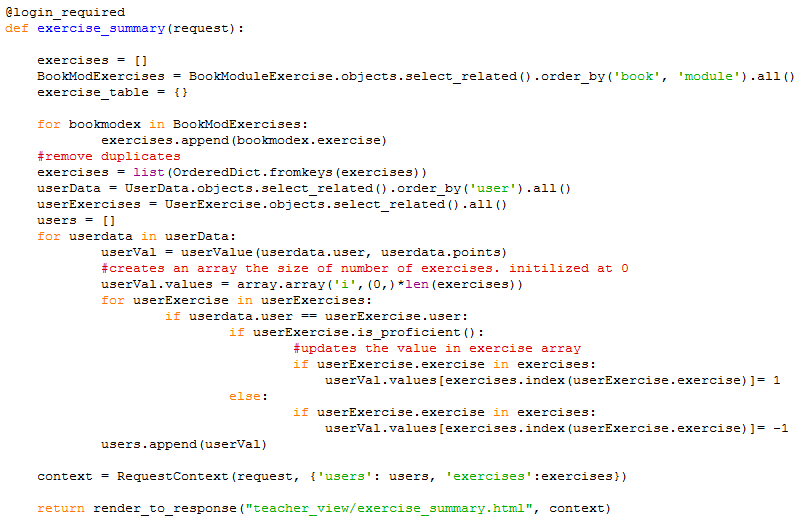 @login_required
def exercise_summary(request):
exercises = []
BookModExercises = BookModuleExercise.objects.select_related().order_by('book', 'module').all()
exercise_table = {}
for bookmodex in BookModExercises:
exercises.append(bookmodex.exercise)
#remove duplicates
exercises = list(OrderedDict.fromkeys(exercises))
userData = UserData.objects.select_related().order_by('user').all()
userExercises = UserExercise.objects.select_related().all()
users = []
for userdata in userData:
userVal = userValue(userdata.user, userdata.points)
#creates an array the size of number of exercises. initilized at 0
userVal.values = array.array('i',(0,)*len(exercises))
for userExercise in userExercises:
if userdata.user == userExercise.user:
if userExercise.is_proficient():
#updates the value in exercise array
if userExercise.exercise in exercises:
userVal.values[exercises.index(userExercise.exercise)]= 1
else:
if userExercise.exercise in exercises:
userVal.values[exercises.index(userExercise.exercise)]= -1
users.append(userVal)
context = RequestContext(request, {'users': users, 'exercises':exercises})
return render_to_response("teacher_view/exercise_summary.html", context)